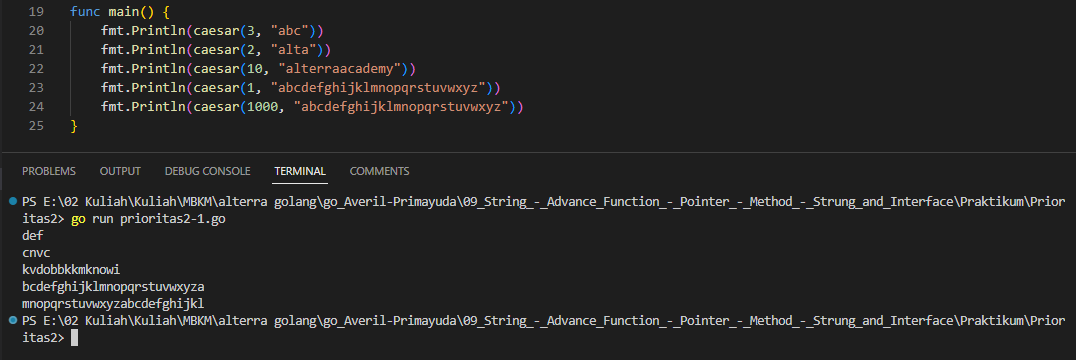 19 func main() {
20 fmt.Println(caesar(3, "abc"))
21 fmt.Println(caesar(2, "alta"))
22 fmt.Println(caesar(10, "alterraacademy"))
23 fmt.Println(caesar(1, "abcdefghijklmnopqrstuvwxyz"))
24 fmt.Println(caesar(1000, "abcdefghijklmnopqrstuvwxyz"))
25 }
PROBLEMS OUTPUT DEBUG CONSOLE TERMINAL COMMENTS
PS E:\02 Kuliah\Kuliah\MBKM\alterra golang\go_Averil-Primayuda\09_String_-_Advance_Function_-_Pointer_-_Method_-_Strung_and_Interface\Praktikum\Prior
itas2> go run prioritas2-1.go
def
cnvc
kvdobbkkmknowi
bcdefghijklmnopqrstuvwxyza
mnopqrstuvwxyzabcdefghijkl
PS E:\02 Kuliah\Kuliah\MBKM\alterra golang\go_Averil-Primayuda\09_String_-_Advance_Function_-_Pointer_-_Method_-_Strung_and_Interface\Praktikum\Prior
itas2>